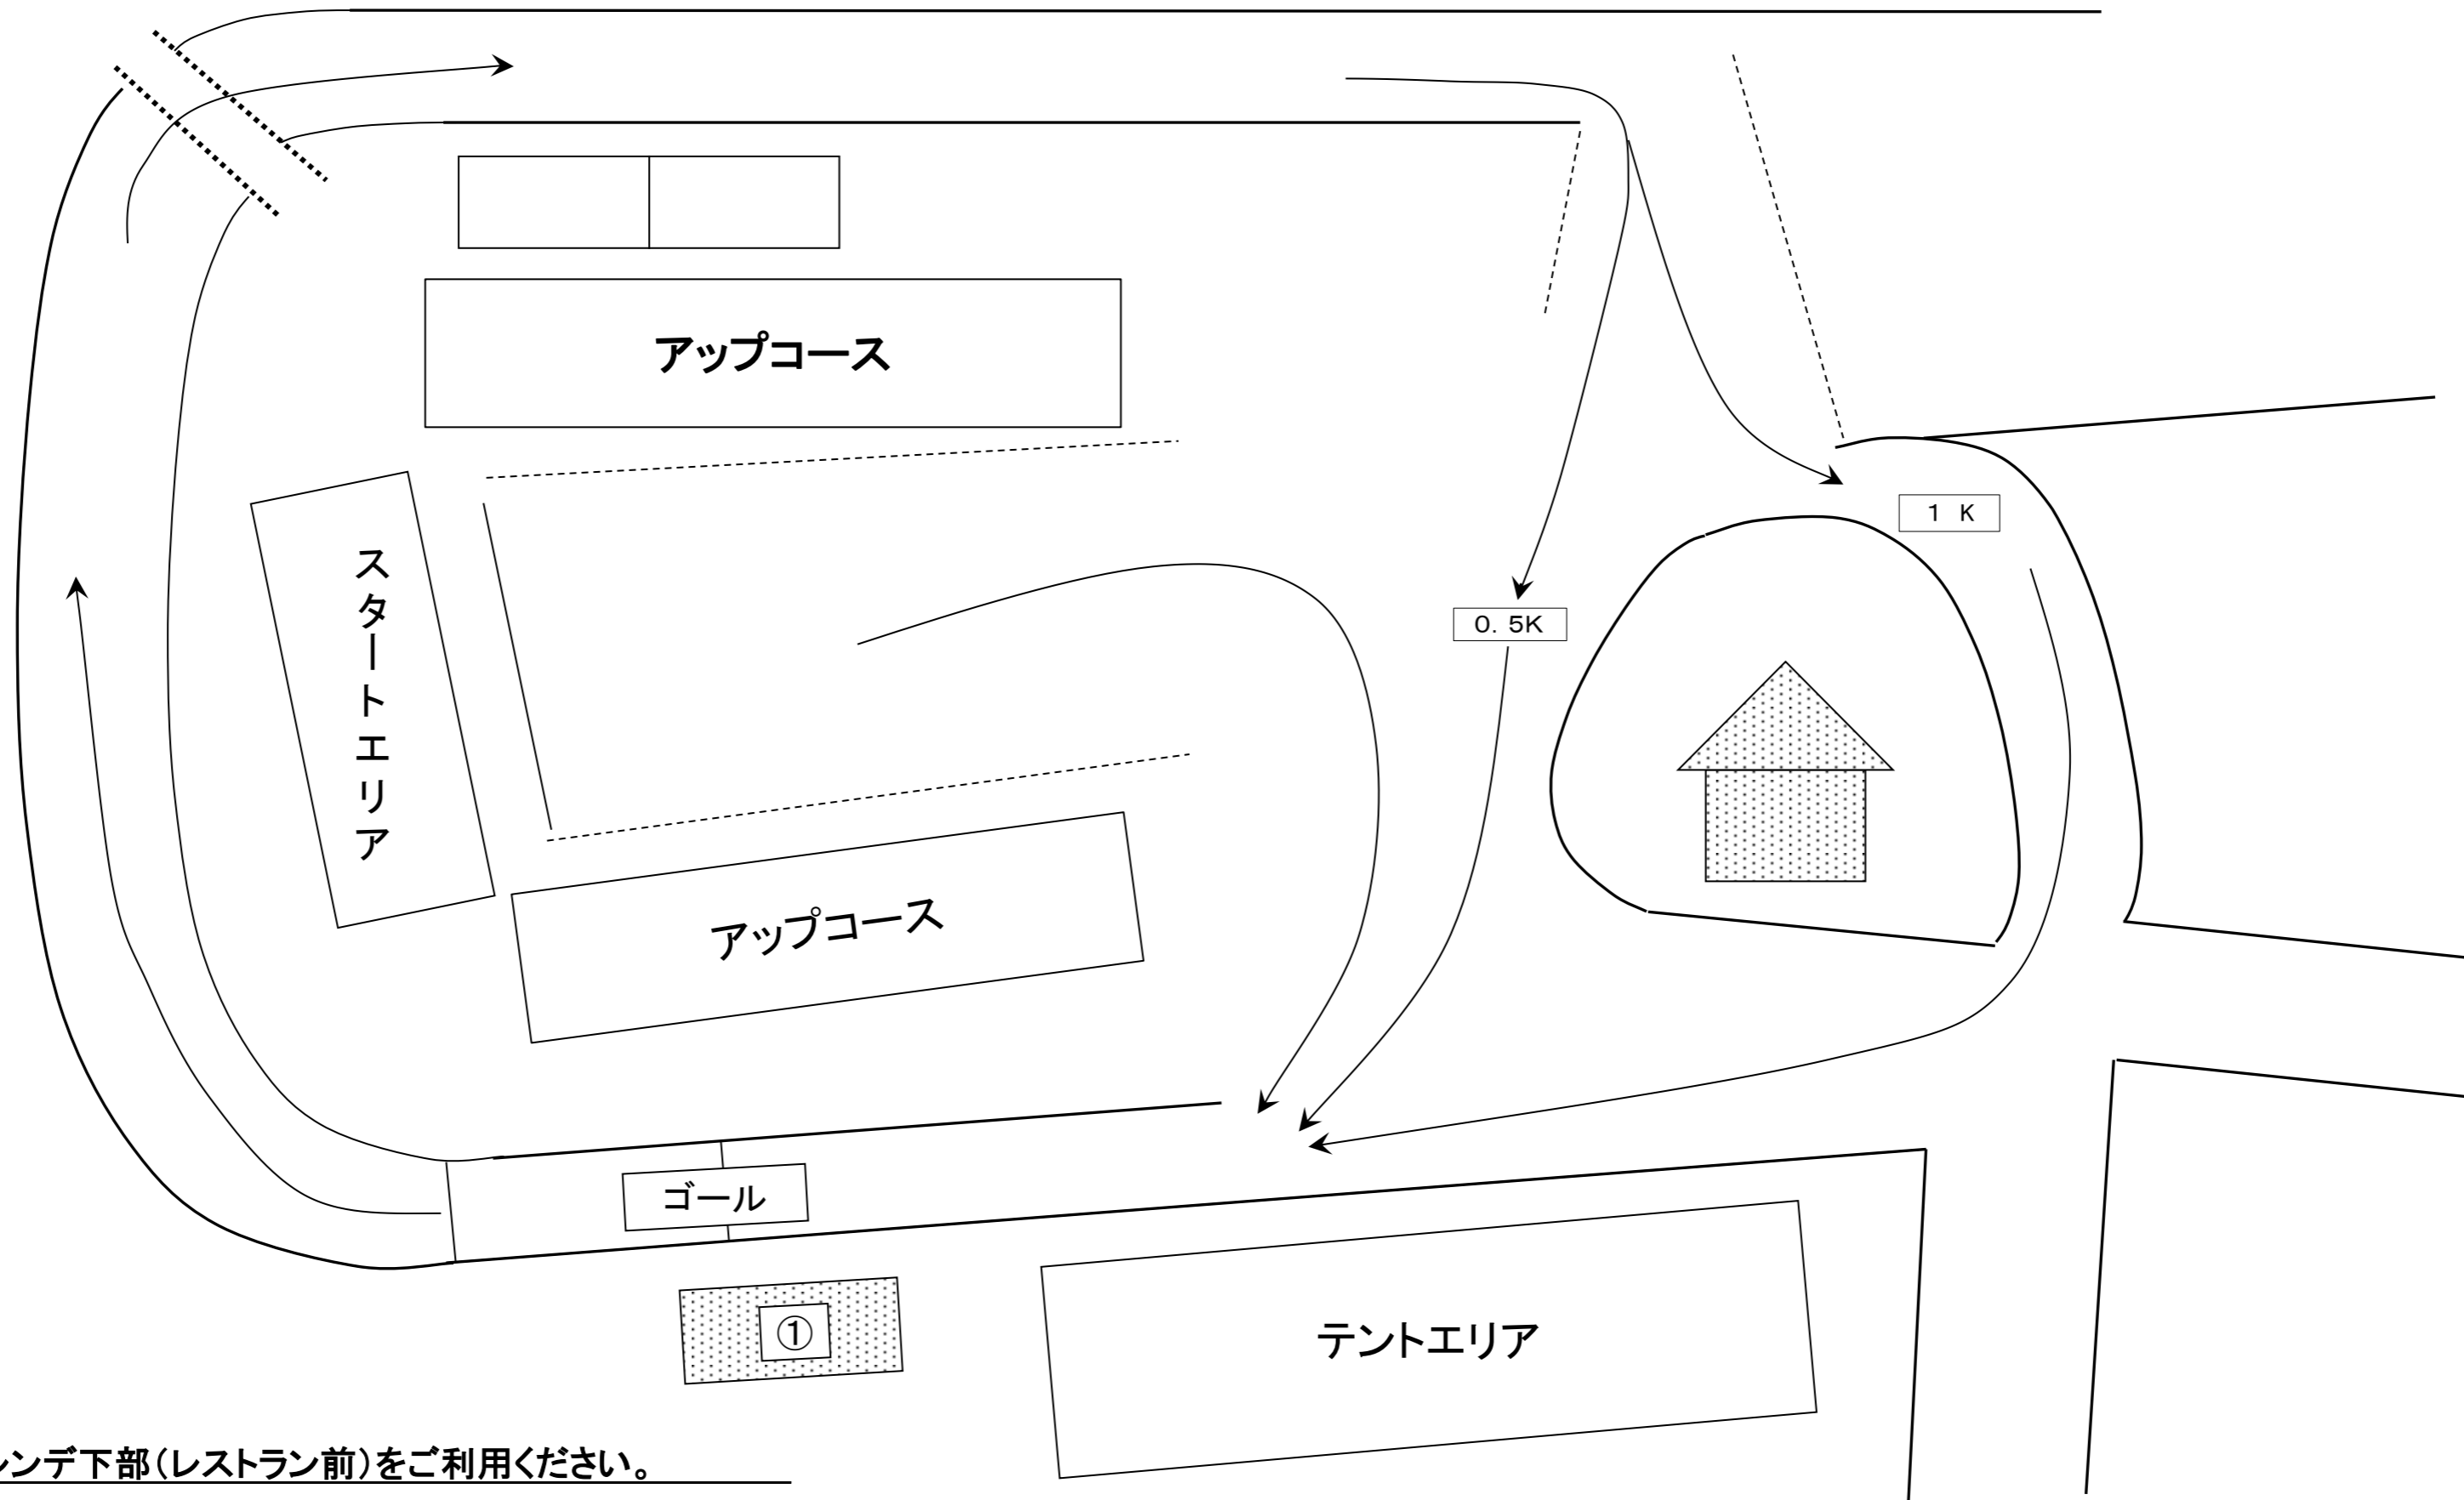 アップコース
スタートエリア
１ K
０．５K
アップコース
ゴール
①
テントエリア
ンデ下部（レストラン前）をご利用ください。